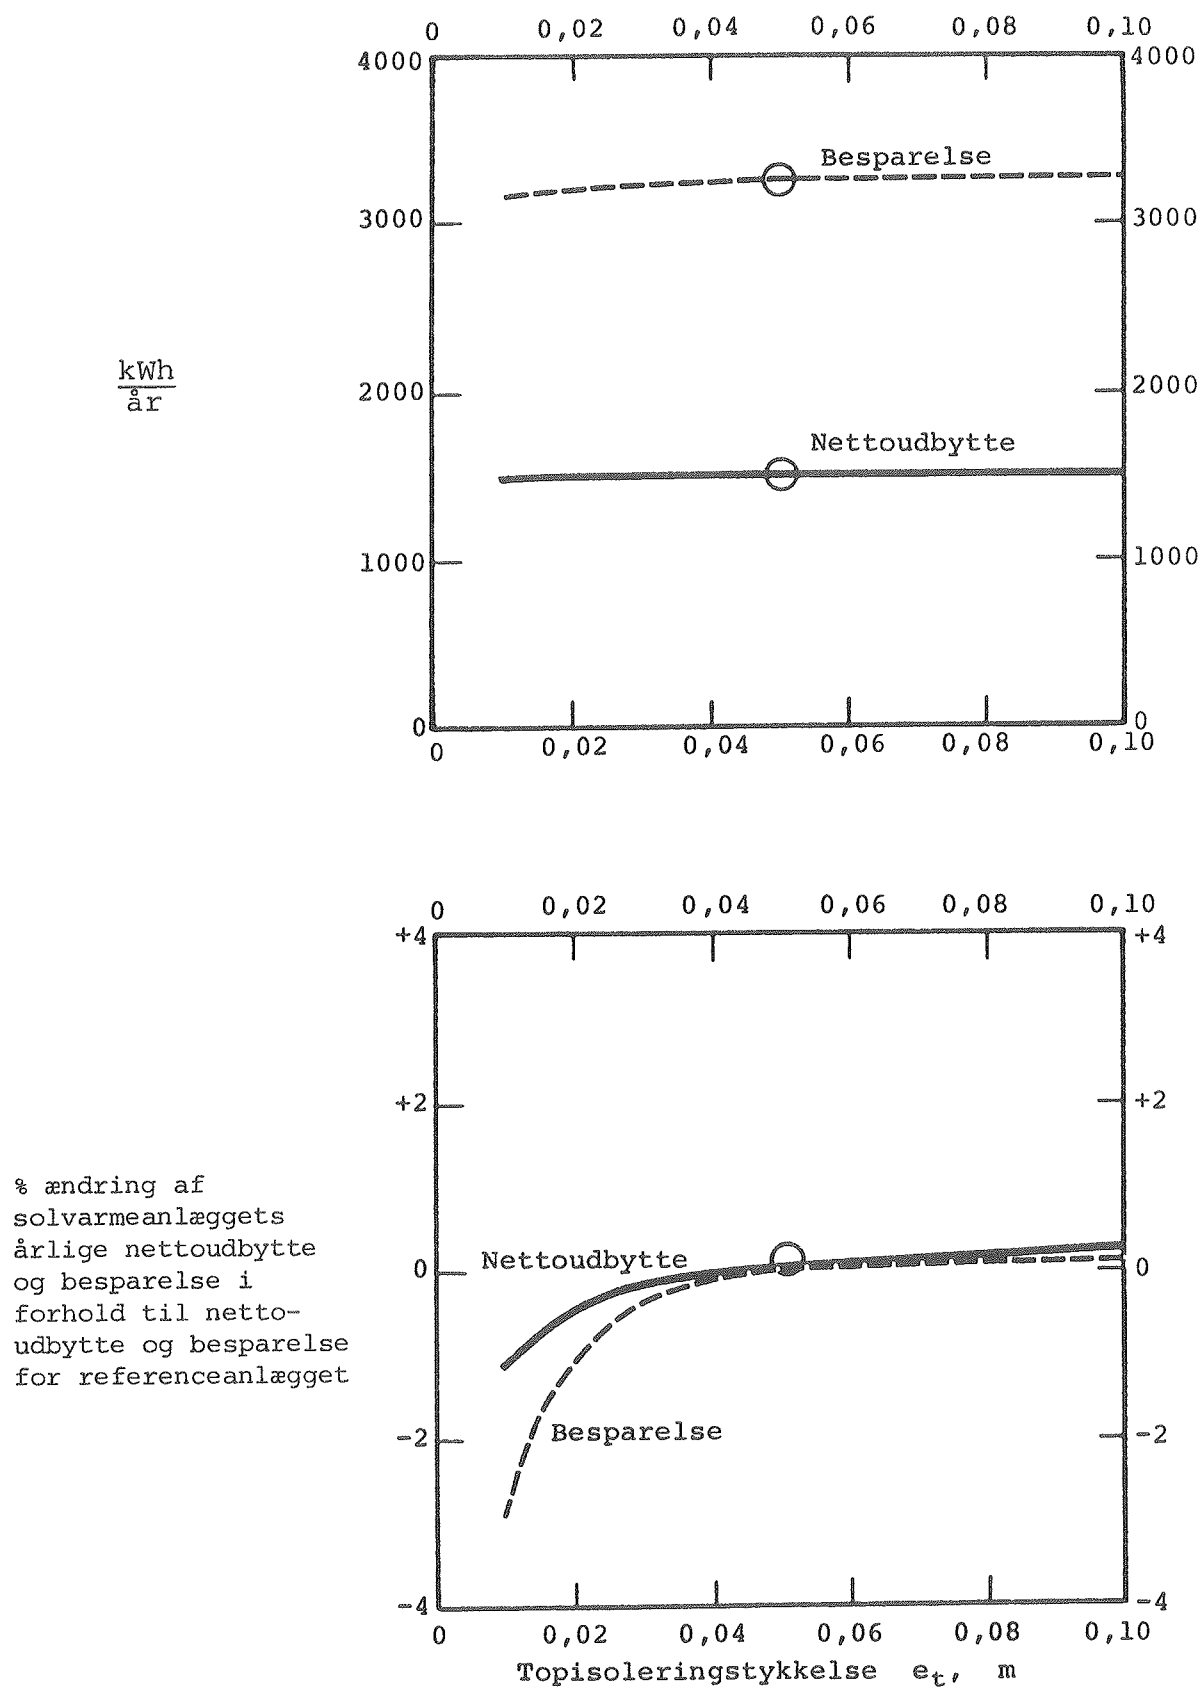 0 0,02 0,04 0,06 0,08 0,10
4000 4000
Besparelse
3000 3000
kWh
år
2000 2000
Nettoudbytte
1000 1000
0 0
0 0,02 0,04 0,06 0,08 0,10
0 0,02 0,04 0,06 0,08 0,10
+4 +4
+2 +2
% ændring af
solvarmeanlæggets
årlige nettoudbytte
og besparelse i
forhold til netto-
udbytte og besparelse
for referenceanlægget
Nettoudbytte
0 0
Besparelse
-2 -2
-4 -4
0 0,02 0,04 0,06 0,08 0,10
Topisoleringstykkelse et, m